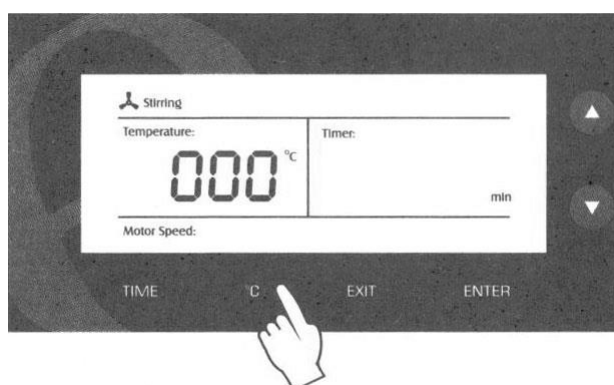 Stirring
Temperature: Timer:
000 °C
min
Motor Speed:
TIME °C EXIT ENTER